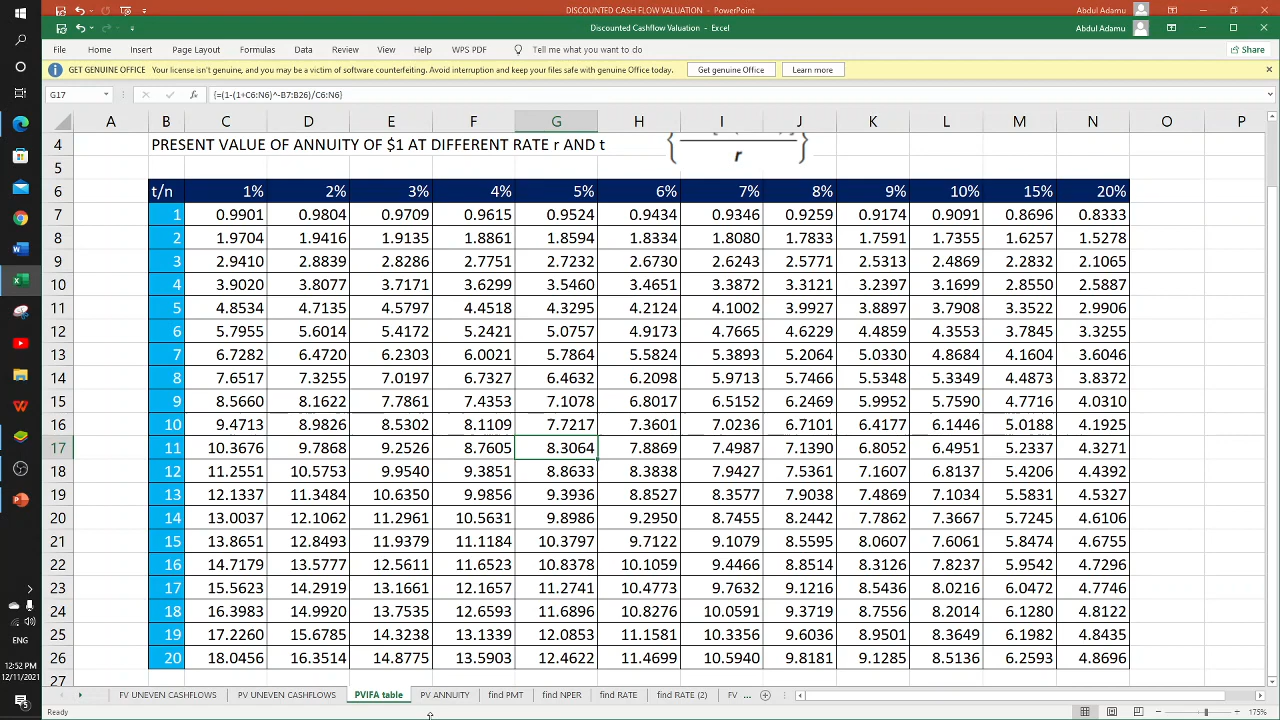 DISCOUNTED CASH FLOW VALUATION - PowerPoint Abdul Adamu
Discounted Cashflow Valuation - Excel Abdul Adamu
File Home Insert Page Layout Formulas Data Review View Help WPS PDF Tell me what you want to do Share
GET GENUINE OFFICE Your license isn't genuine, and you may be a victim of software counterfeiting. Avoid interruption and keep your files safe with genuine Office today. Get genuine Office Learn more
G17 fx {=(1-(1+C6:N6)^-B7:B26)/C6:N6}
A B C D E F G H I J K L M N O P
4 PRESENT VALUE OF ANNUITY OF $1 AT DIFFERENT RATE r AND t
r
5
6 t/n 1% 2% 3% 4% 5% 6% 7% 8% 9% 10% 15% 20%
7 1 0.9901 0.9804 0.9709 0.9615 0.9524 0.9434 0.9346 0.9259 0.9174 0.9091 0.8696 0.8333
8 2 1.9704 1.9416 1.9135 1.8861 1.8594 1.8334 1.8080 1.7833 1.7591 1.7355 1.6257 1.5278
9 3 2.9410 2.8839 2.8286 2.7751 2.7232 2.6730 2.6243 2.5771 2.5313 2.4869 2.2832 2.1065
10 4 3.9020 3.8077 3.7171 3.6299 3.5460 3.4651 3.3872 3.3121 3.2397 3.1699 2.8550 2.5887
11 5 4.8534 4.7135 4.5797 4.4518 4.3295 4.2124 4.1002 3.9927 3.8897 3.7908 3.3522 2.9906
12 6 5.7955 5.6014 5.4172 5.2421 5.0757 4.9173 4.7665 4.6229 4.4859 4.3553 3.7845 3.3255
13 7 6.7282 6.4720 6.2303 6.0021 5.7864 5.5824 5.3893 5.2064 5.0330 4.8684 4.1604 3.6046
14 8 7.6517 7.3255 7.0197 6.7327 6.4632 6.2098 5.9713 5.7466 5.5348 5.3349 4.4873 3.8372
15 9 8.5660 8.1622 7.7861 7.4353 7.1078 6.8017 6.5152 6.2469 5.9952 5.7590 4.7716 4.0310
16 10 9.4713 8.9826 8.5302 8.1109 7.7217 7.3601 7.0236 6.7101 6.4177 6.1446 5.0188 4.1925
17 11 10.3676 9.7868 9.2526 8.7605 8.3064 7.8869 7.4987 7.1390 6.8052 6.4951 5.2337 4.3271
18 12 11.2551 10.5753 9.9540 9.3851 8.8633 8.3838 7.9427 7.5361 7.1607 6.8137 5.4206 4.4392
19 13 12.1337 11.3484 10.6350 9.9856 9.3936 8.8527 8.3577 7.9038 7.4869 7.1034 5.5831 4.5327
20 14 13.0037 12.1062 11.2961 10.5631 9.8986 9.2950 8.7455 8.2442 7.7862 7.3667 5.7245 4.6106
21 15 13.8651 12.8493 11.9379 11.1184 10.3797 9.7122 9.1079 8.5595 8.0607 7.6061 5.8474 4.6755
22 16 14.7179 13.5777 12.5611 11.6523 10.8378 10.1059 9.4466 8.8514 8.3126 7.8237 5.9542 4.7296
23 17 15.5623 14.2919 13.1661 12.1657 11.2741 10.4773 9.7632 9.1216 8.5436 8.0216 6.0472 4.7746
24 18 16.3983 14.9920 13.7535 12.6593 11.6896 10.8276 10.0591 9.3719 8.7556 8.2014 6.1280 4.8122
25 19 17.2260 15.6785 14.3238 13.1339 12.0853 11.1581 10.3356 9.6036 8.9501 8.3649 6.1982 4.8435
26 20 18.0456 16.3514 14.8775 13.5903 12.4622 11.4699 10.5940 9.8181 9.1285 8.5136 6.2593 4.8696
27
FV UNEVEN CASHFLOWS PV UNEVEN CASHFLOWS PVIFA table PV ANNUITY find PMT find NPER find RATE find RATE (2) FV ...
Ready 175%
ENG
12:52 PM
12/11/2021
5